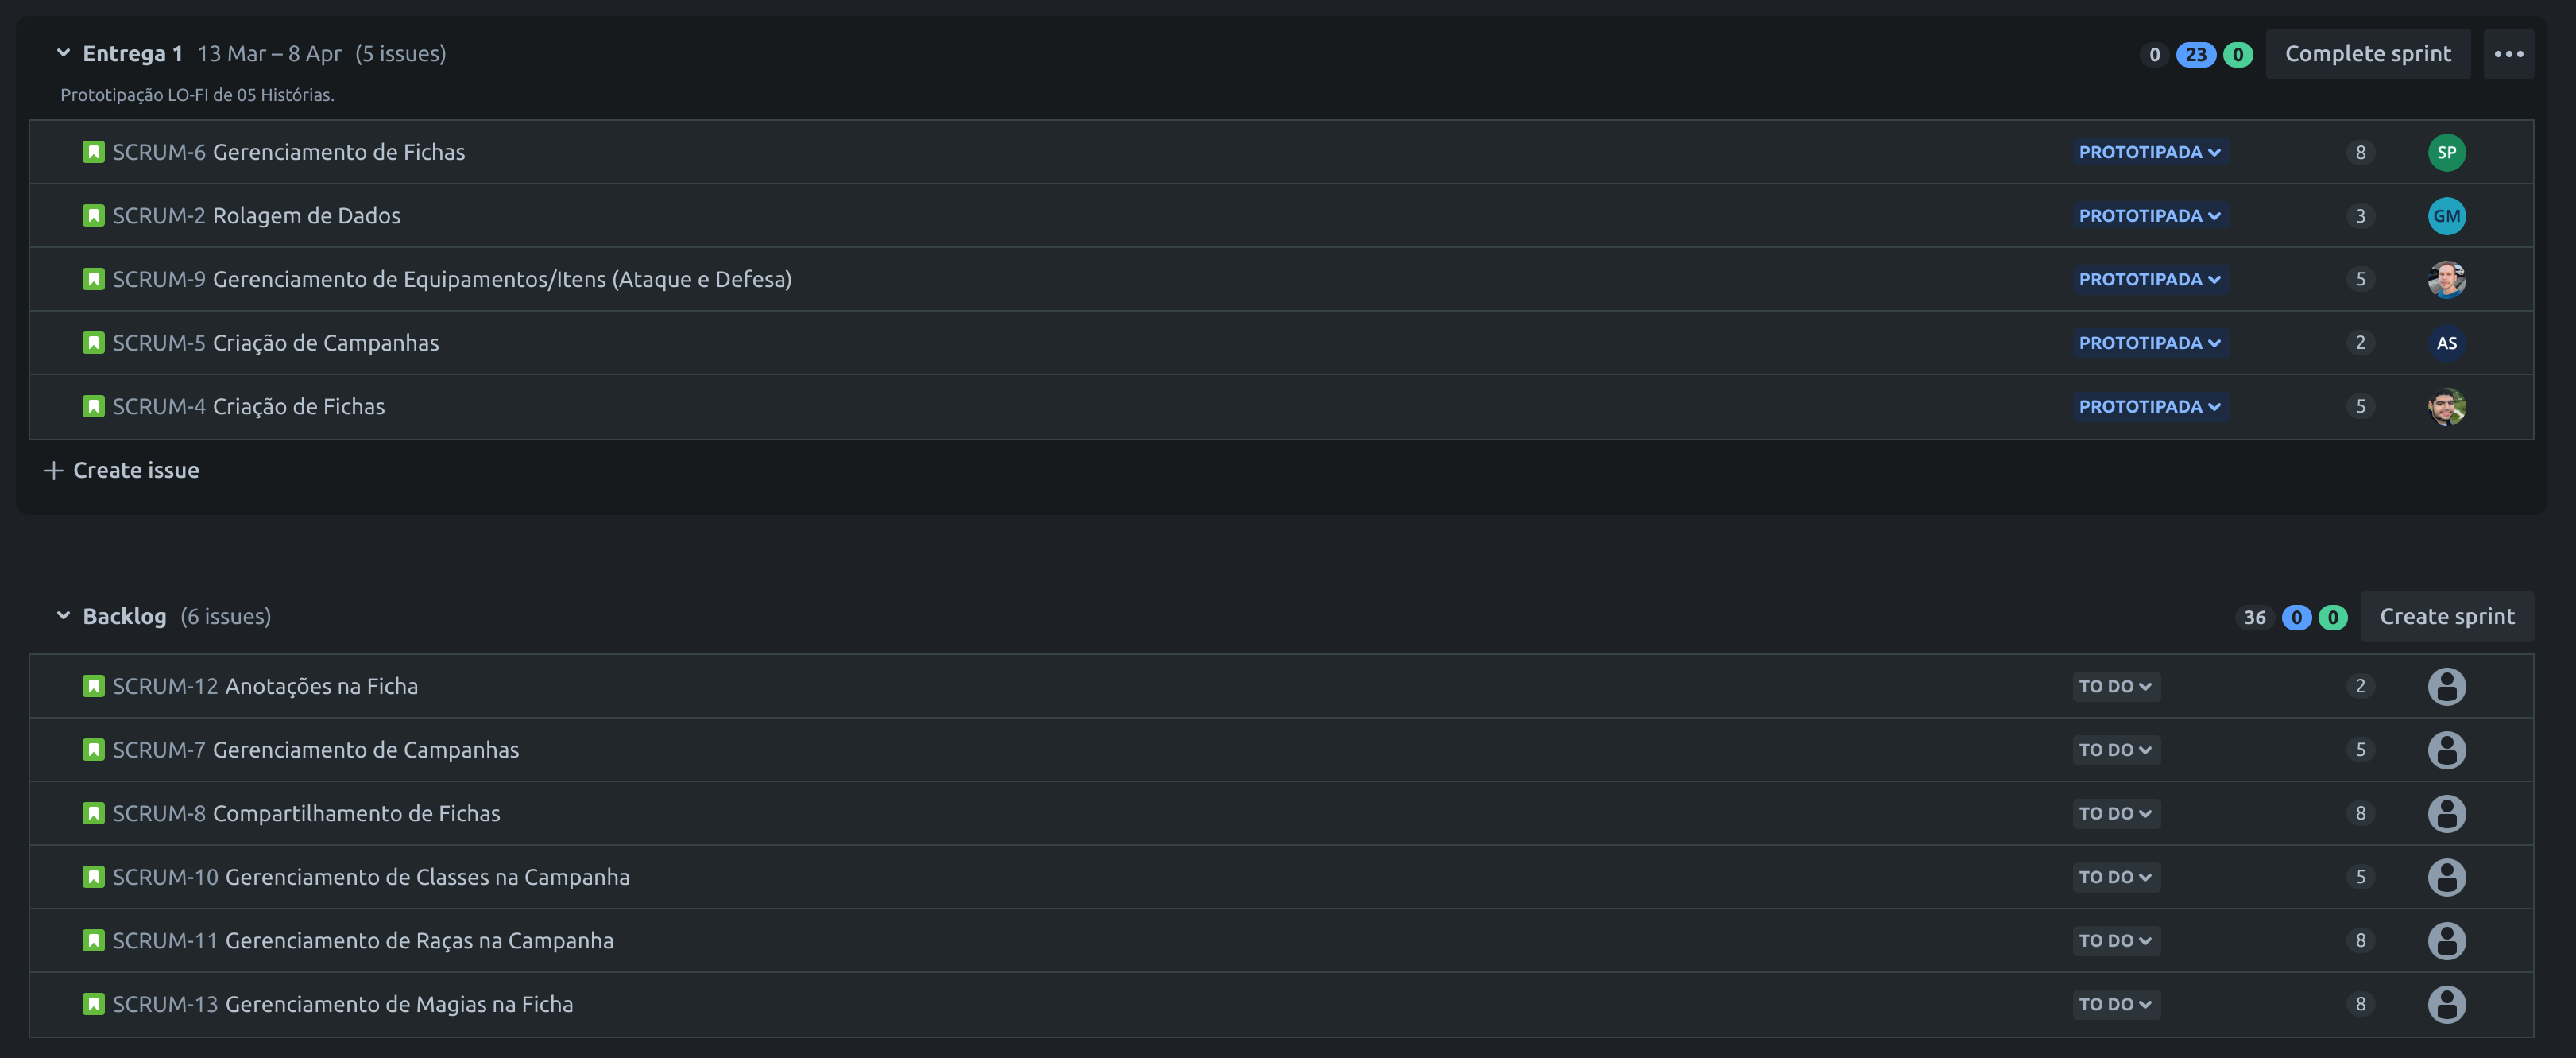 Entrega 1 13 Mar – 8 Apr (5 issues) 0 23 0 Complete sprint
Prototipação LO-FI de 05 Histórias.
SCRUM-6 Gerenciamento de Fichas PROTOTIPADA 8 SP
SCRUM-2 Rolagem de Dados PROTOTIPADA 3 GM
SCRUM-9 Gerenciamento de Equipamentos/Itens (Ataque e Defesa) PROTOTIPADA 5
SCRUM-5 Criação de Campanhas PROTOTIPADA 2 AS
SCRUM-4 Criação de Fichas PROTOTIPADA 5
Create issue
Backlog (6 issues) 36 0 0 Create sprint
SCRUM-12 Anotações na Ficha TO DO 2
SCRUM-7 Gerenciamento de Campanhas TO DO 5
SCRUM-8 Compartilhamento de Fichas TO DO 8
SCRUM-10 Gerenciamento de Classes na Campanha TO DO 5
SCRUM-11 Gerenciamento de Raças na Campanha TO DO 8
SCRUM-13 Gerenciamento de Magias na Ficha TO DO 8